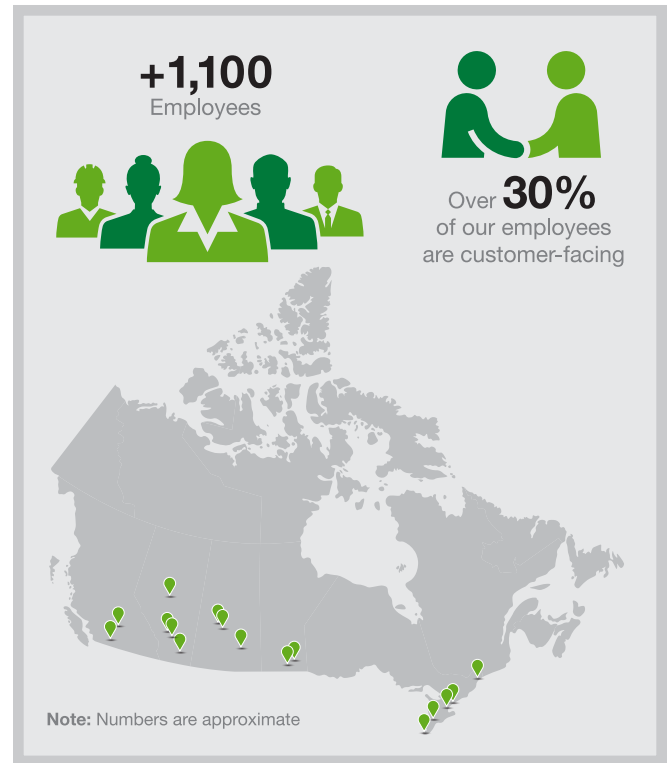 +1,100
Employees
Over 30%
of our employees
are customer-facing
Note: Numbers are approximate